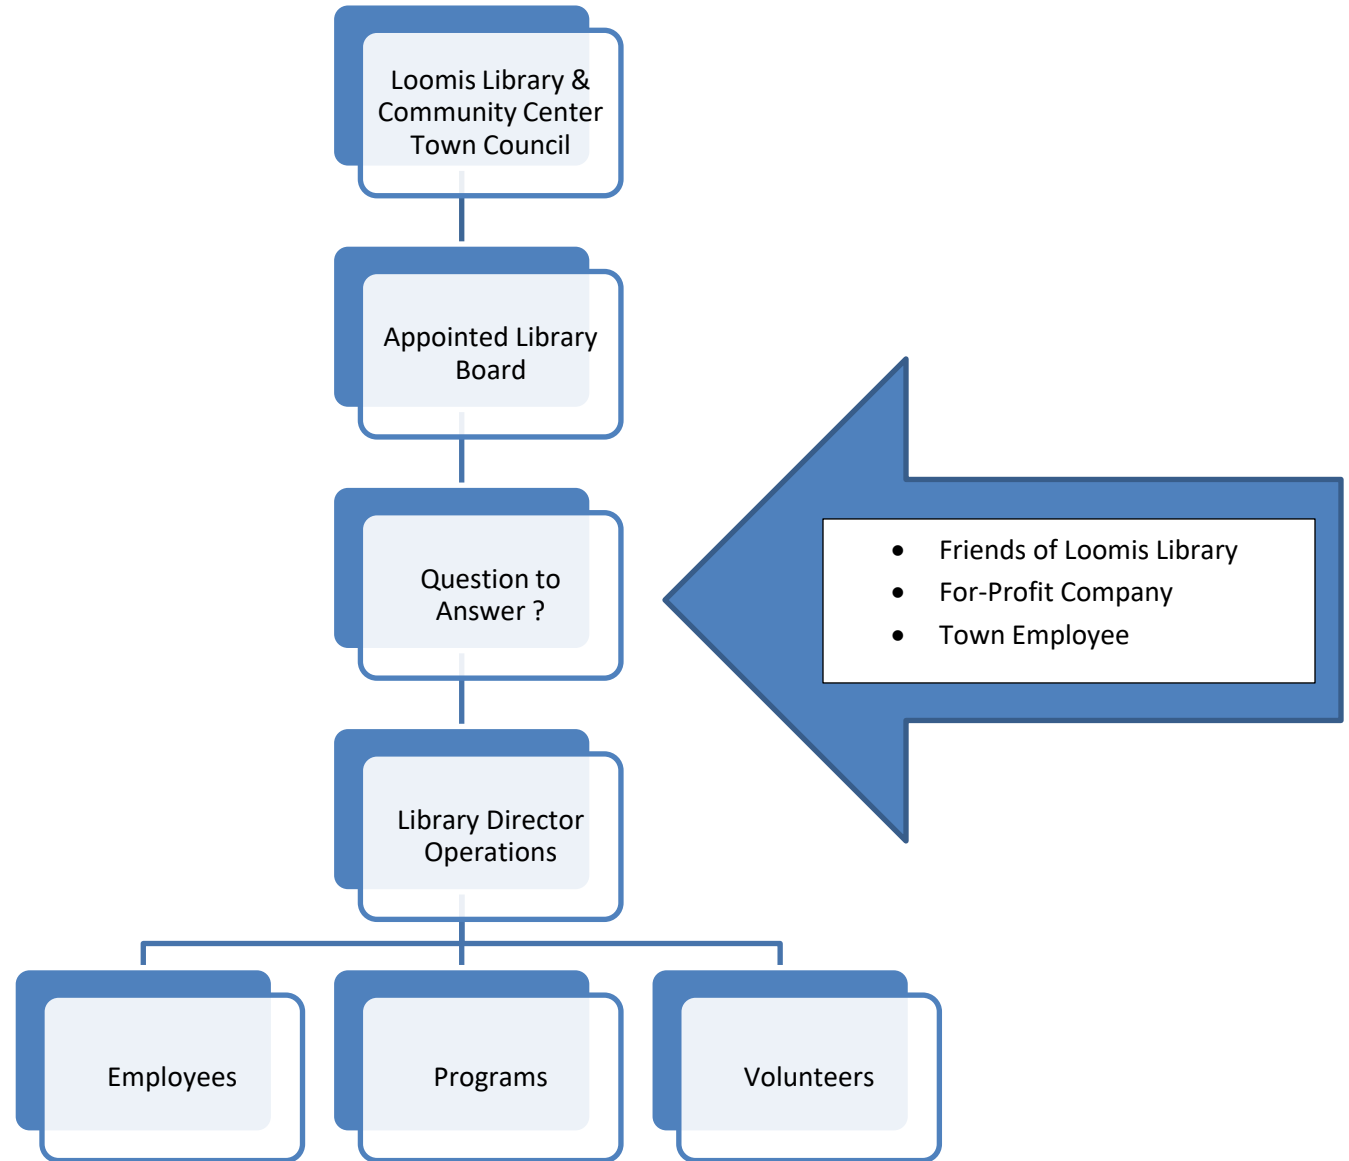 Loomis Library &
Community Center
Town Council
Appointed Library
Board
Question to
Answer ?
• Friends of Loomis Library
• For-Profit Company
• Town Employee
Library Director
Operations
Employees
Programs
Volunteers